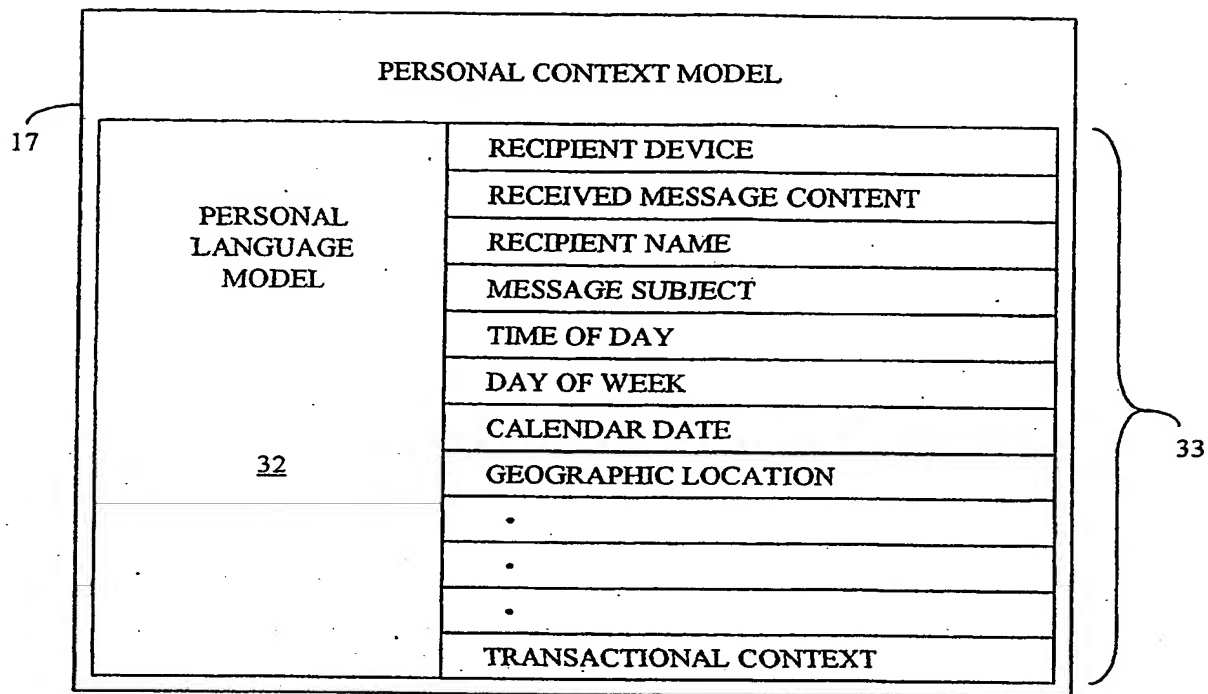 PERSONAL CONTEXT MODEL
17
PERSONAL
LANGUAGE
MODEL
32
RECIPIENT DEVICE
RECEIVED MESSAGE CONTENT
RECIPIENT NAME
MESSAGE SUBJECT
TIME OF DAY
DAY OF WEEK
CALENDAR DATE
GEOGRAPHIC LOCATION
•
•
•
TRANSACTIONAL CONTEXT
33